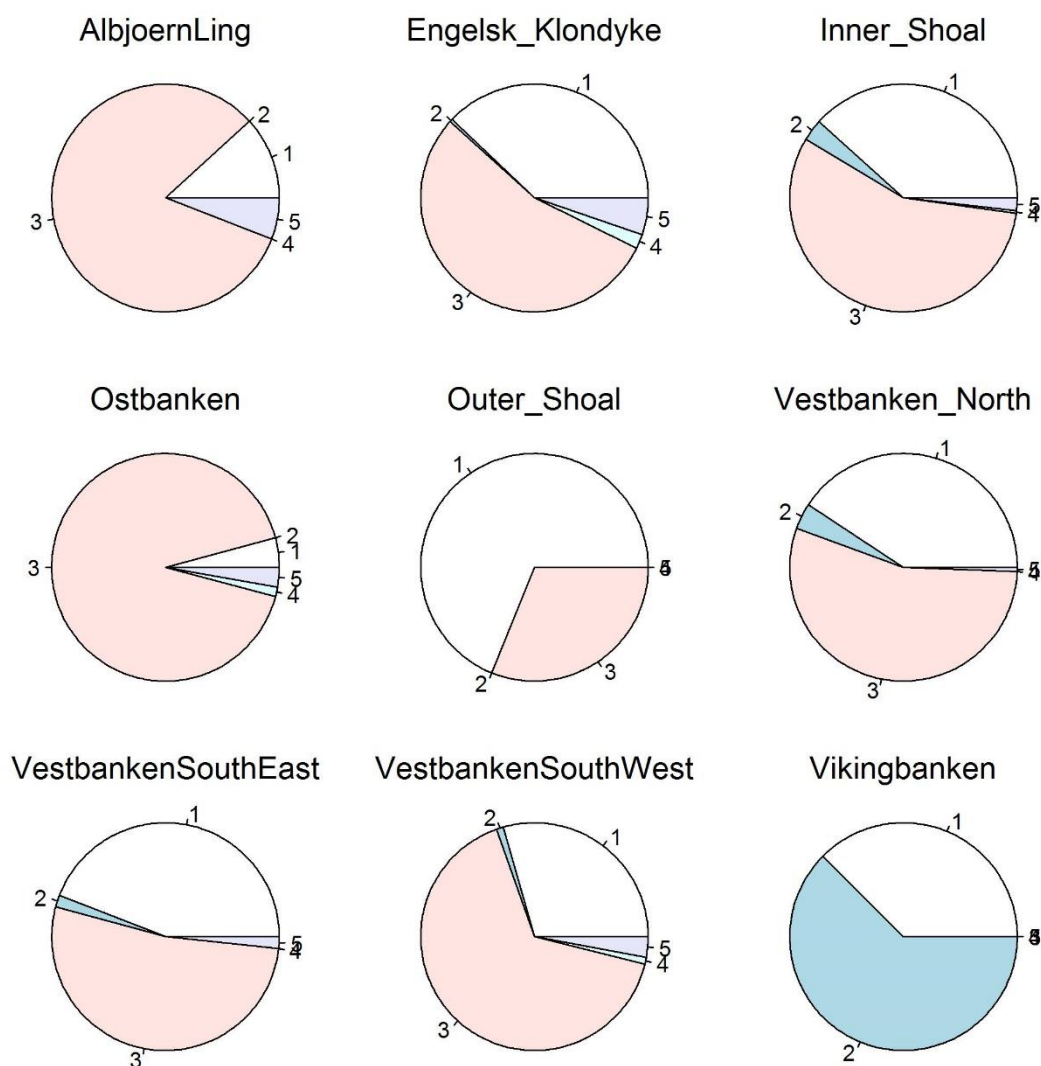 AlbjoernLing Engelsk_Klondyke Inner_Shoal
2 1 3 5 4
2 1 3 5 4
2 1 3 5 4
Ostbanken Outer_Shoal Vestbanken_North
2 1 3 5 4
1 2 3
2 1 3 5 4
VestbankenSouthEast VestbankenSouthWest Vikingbanken
1 2 3 5 4
2 1 3 5 4
1 2